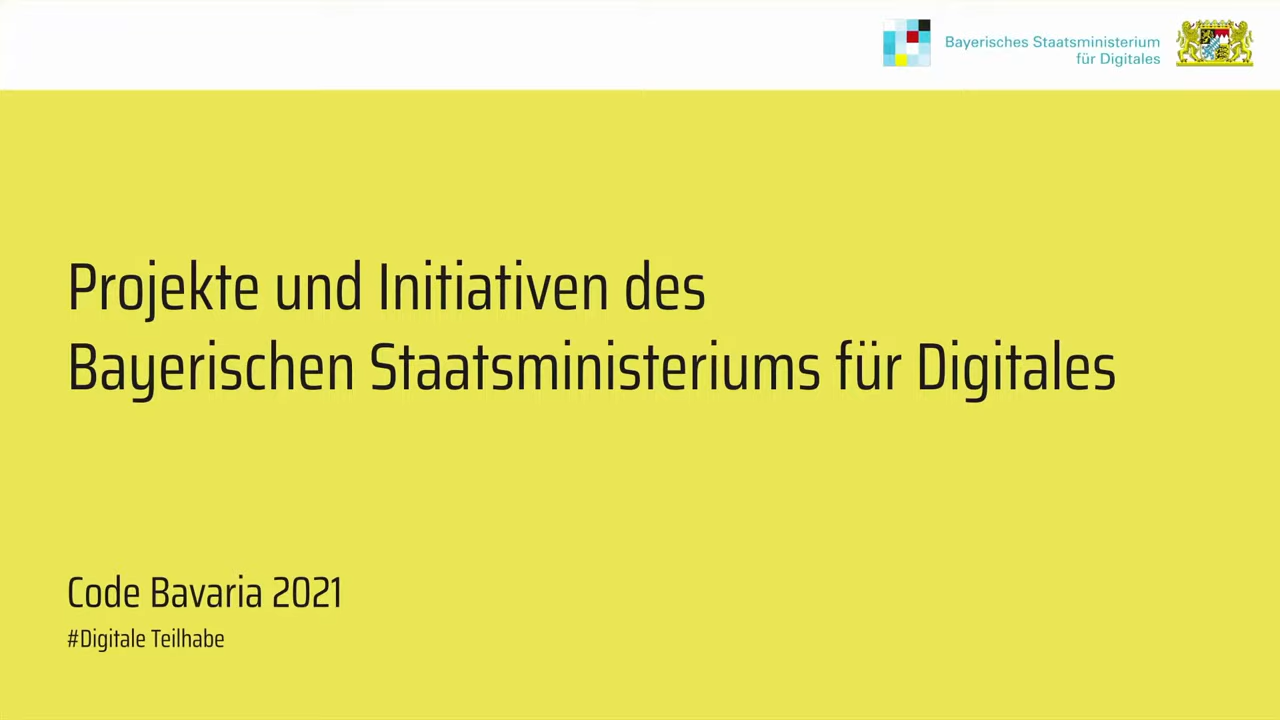 Bayerisches Staatsministerium
für Digitales
Projekte und Initiativen des
Bayerischen Staatsministeriums für Digitales
Code Bavaria 2021
#Digitale Teilhabe